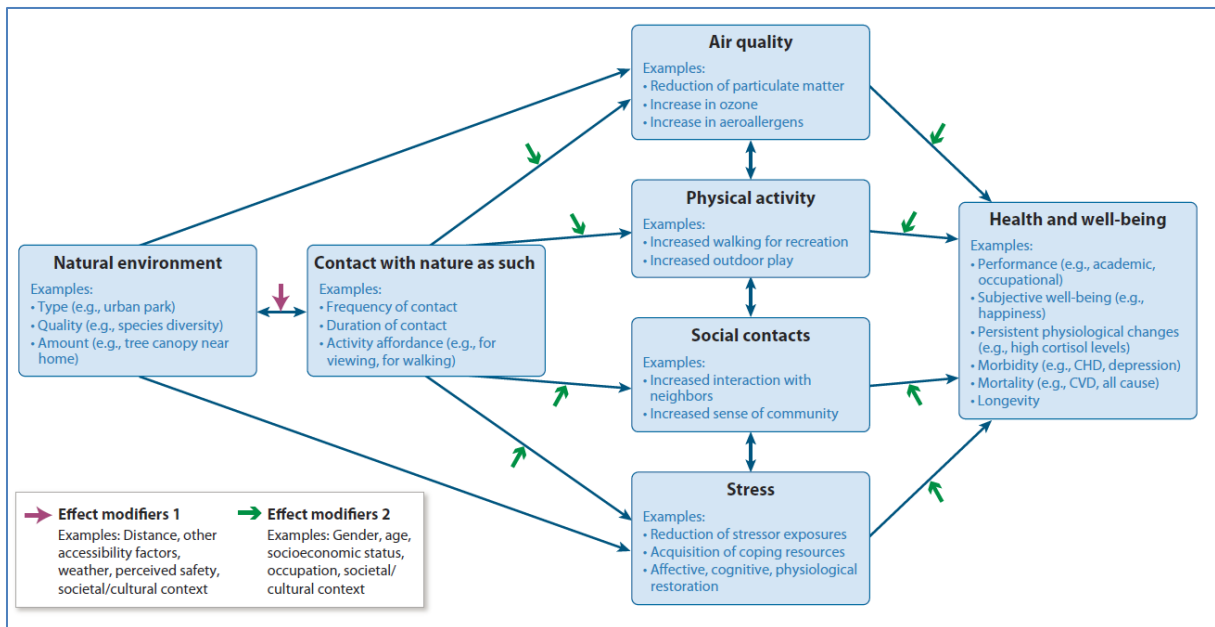 Air quality
Examples:
• Reduction of particulate matter
• Increase in ozone
• Increase in aeroallergens
Physical activity
Examples:
• Increased walking for recreation
• Increased outdoor play
Natural environment
Examples:
• Type (e.g., urban park)
• Quality (e.g., species diversity)
• Amount (e.g., tree canopy near
home)
Contact with nature as such
Examples:
• Frequency of contact
• Duration of contact
• Activity affordance (e.g., for
viewing, for walking)
Social contacts
Examples:
• Increased interaction with
neighbors
• Increased sense of community
Health and well-being
Examples:
• Performance (e.g., academic,
occupational)
• Subjective well-being (e.g.,
happiness)
• Persistent physiological changes
(e.g., high cortisol levels)
• Morbidity (e.g., CHD, depression)
• Mortality (e.g., CVD, all cause)
• Longevity
Stress
Examples:
• Reduction of stressor exposures
• Acquisition of coping resources
• Affective, cognitive, physiological
restoration
Effect modifiers 1
Examples: Distance, other
accessibility factors,
weather, perceived safety,
societal/cultural context
Effect modifiers 2
Examples: Gender, age,
socioeconomic status,
occupation, societal/
cultural context